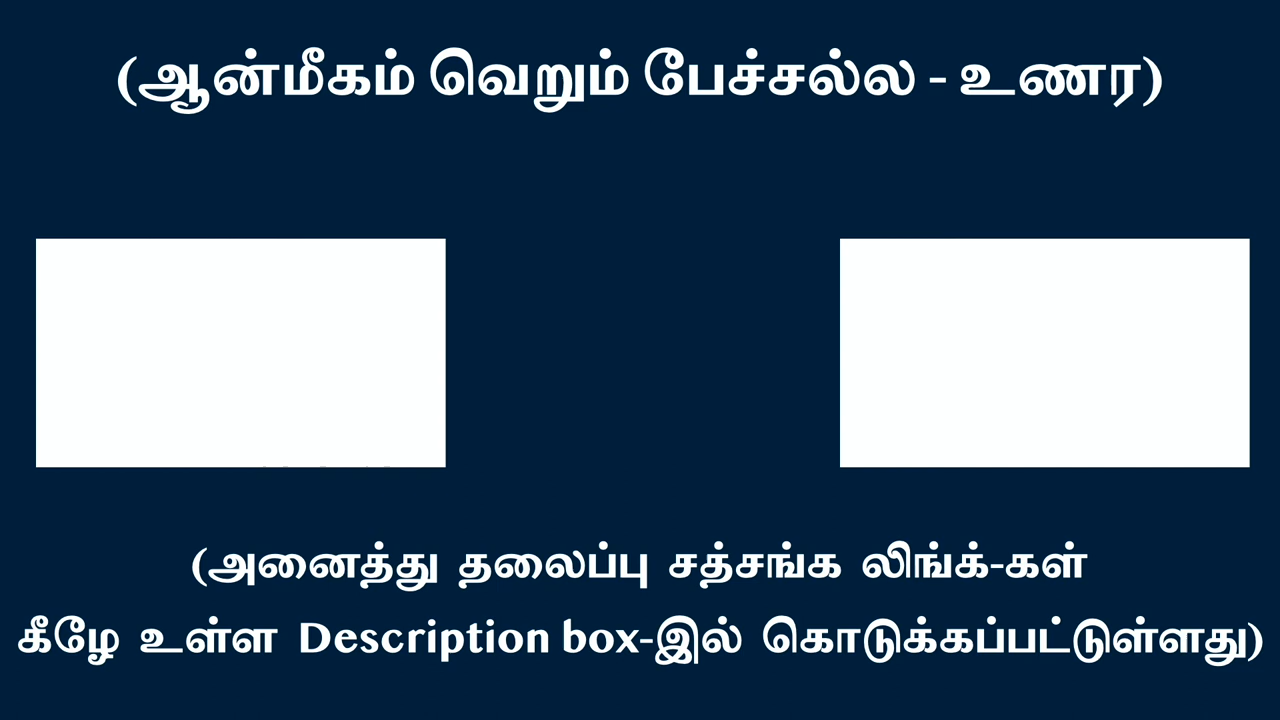 (ஆன்மீகம் வெறும் பேச்சல்ல - உணர)
(அனைத்து தலைப்பு சத்சங்க லிங்க்-கள்
கீழே உள்ள Description box-இல் கொடுக்கப்பட்டுள்ளது)